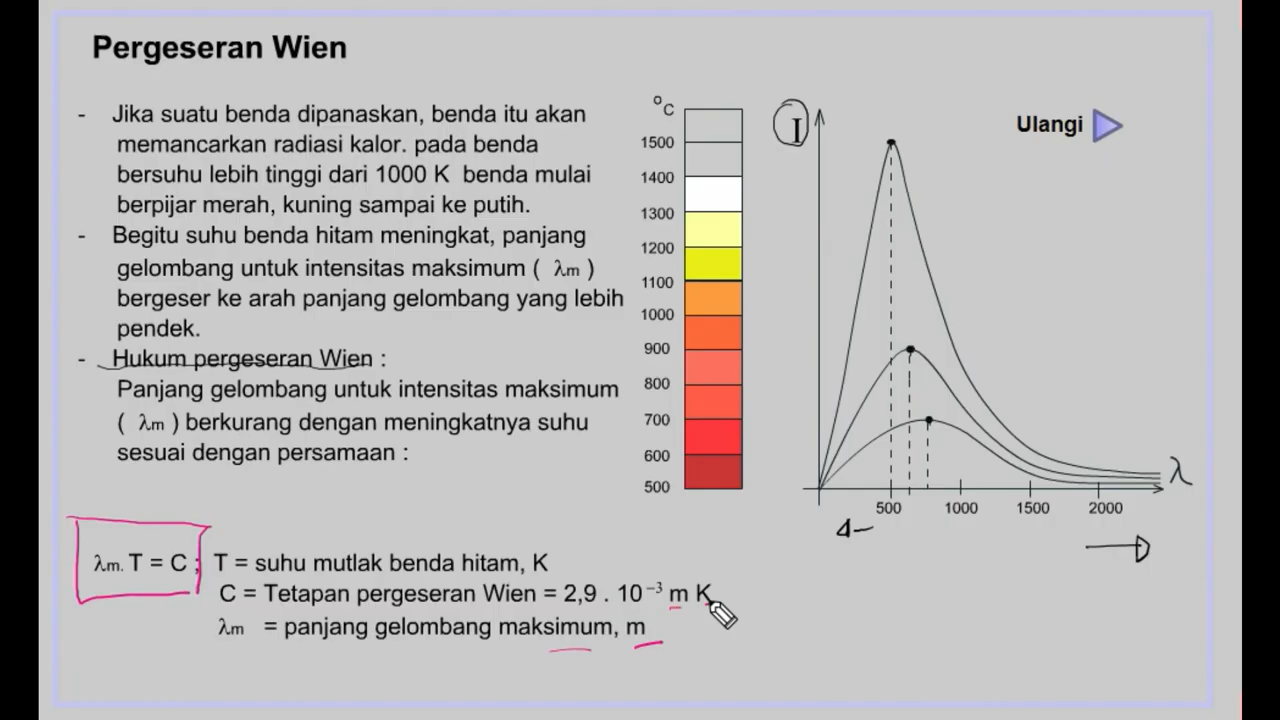 Pergeseran Wien
- Jika suatu benda dipanaskan, benda itu akan
memancarkan radiasi kalor. pada benda
bersuhu lebih tinggi dari 1000 K benda mulai
berpijar merah, kuning sampai ke putih.
- Begitu suhu benda hitam meningkat, panjang
gelombang untuk intensitas maksimum ( λm )
bergeser ke arah panjang gelombang yang lebih
pendek.
- Hukum pergeseran Wien :
Panjang gelombang untuk intensitas maksimum
( λm ) berkurang dengan meningkatnya suhu
sesuai dengan persamaan :
λm. T = C ; T = suhu mutlak benda hitam, K
C = Tetapan pergeseran Wien = 2,9 . 10⁻³ m K
λm = panjang gelombang maksimum, m
°C
1500
1400
1300
1200
1100
1000
900
800
700
600
500
I
Ulangi
λ
500 1000 1500 2000